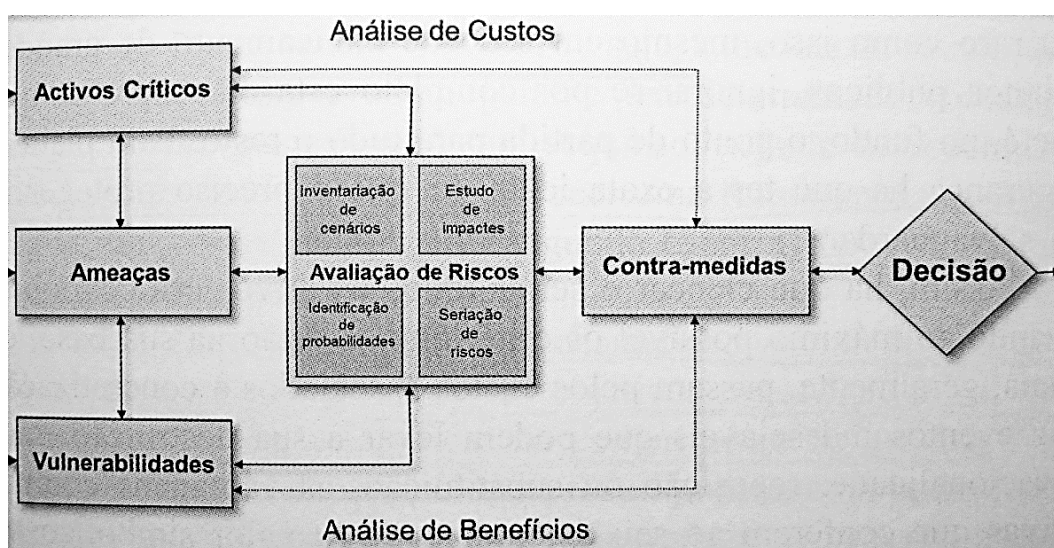 Análise de Custos
Activos Críticos
Inventariação
de
cenários
Estudo
de
impactes
Ameaças
Avaliação de Riscos
Contra-medidas
Decisão
Identificação
de
probabilidades
Seriação
de
riscos
Vulnerabilidades
Análise de Benefícios